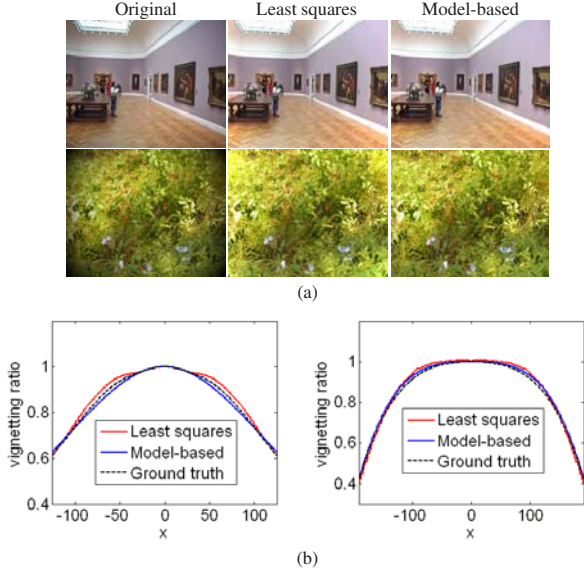 Original Least squares Model-based
(a)
vignetting ratio
1
0.8
0.6
0.4
-100 -50 0 50 100
x
Least squares
Model-based
Ground truth
vignetting ratio
1
0.8
0.6
0.4
-100 0 100
x
Least squares
Model-based
Ground truth
(b)